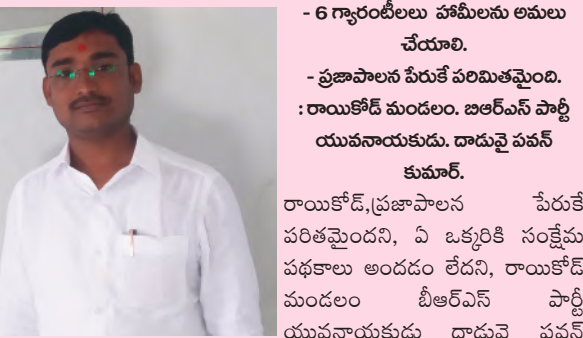 - 6 గ్యారంటీలలు హామీలను అమలు
చేయాలి.
- ప్రజాపాలన పేరుకే పరిమితమైంది.
: రాయికోడ్ మండలం. బిఆర్ఎస్ పార్టీ
యువనాయకుడు. దాడువై పవన్
కుమార్.
రాయికోడ్,ప్రజాపాలన పేరుకే
పరితమైందని, ఏ ఒక్కరికి సంక్షేమ
పథకాలు అందడం లేదని, రాయికోడ్
మండలం బీఆర్ఎస్ పార్టీ
యువనాయకుడు దాడువై పవన్